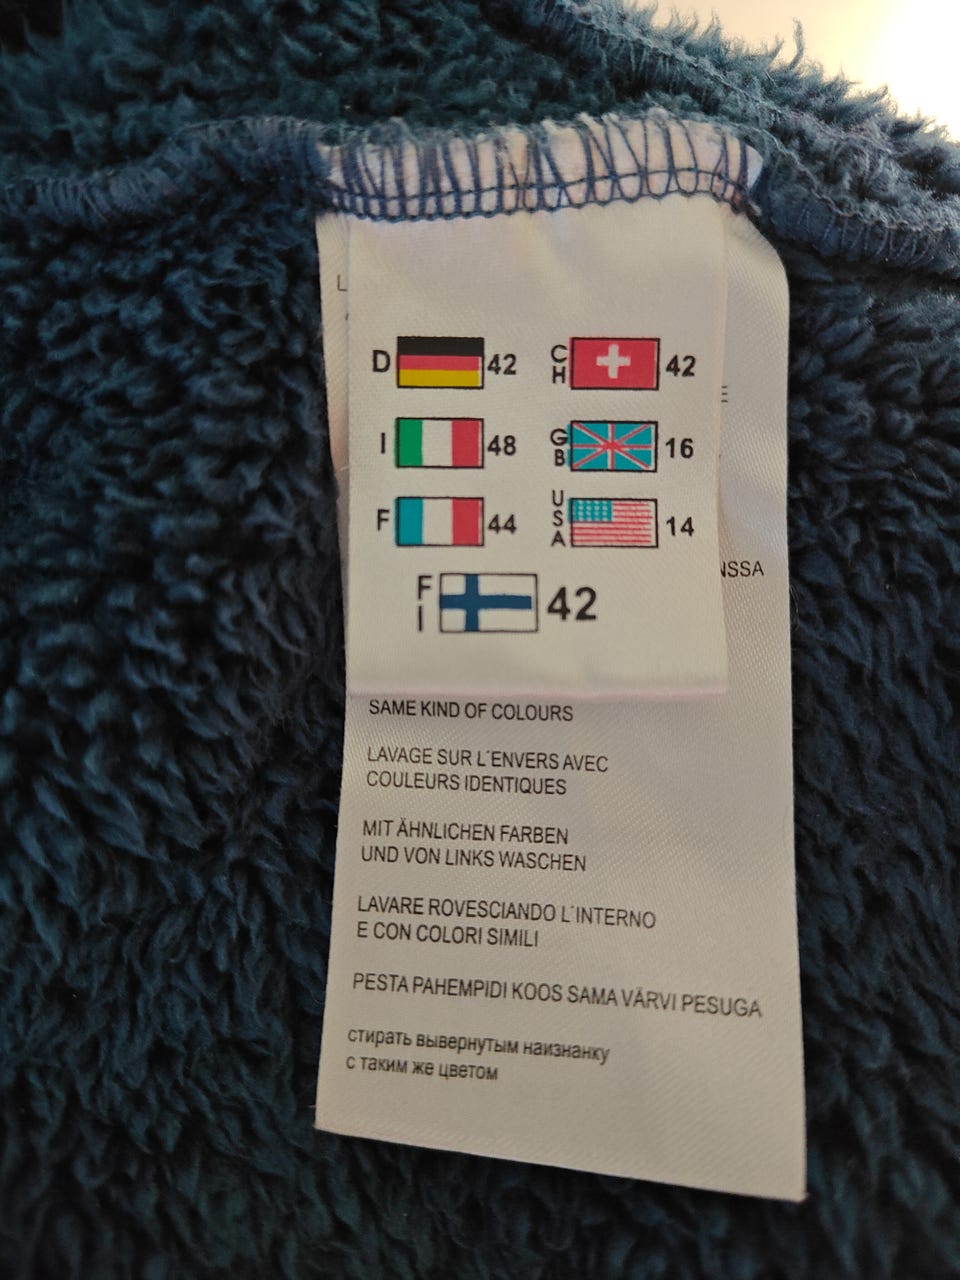 D 42 CH 42
I 48 GB 16
F 44 USA 14
FI 42
NSSA
SAME KIND OF COLOURS
LAVAGE SUR L´ENVERS AVEC
COULEURS IDENTIQUES
MIT ÄHNLICHEN FARBEN
UND VON LINKS WASCHEN
LAVARE ROVESCIANDO L´INTERNO
E CON COLORI SIMILI
PESTA PAHEMPIDI KOOS SAMA VÄRVI PESUGA
стирать вывернутым наизнанку
с таким же цветом